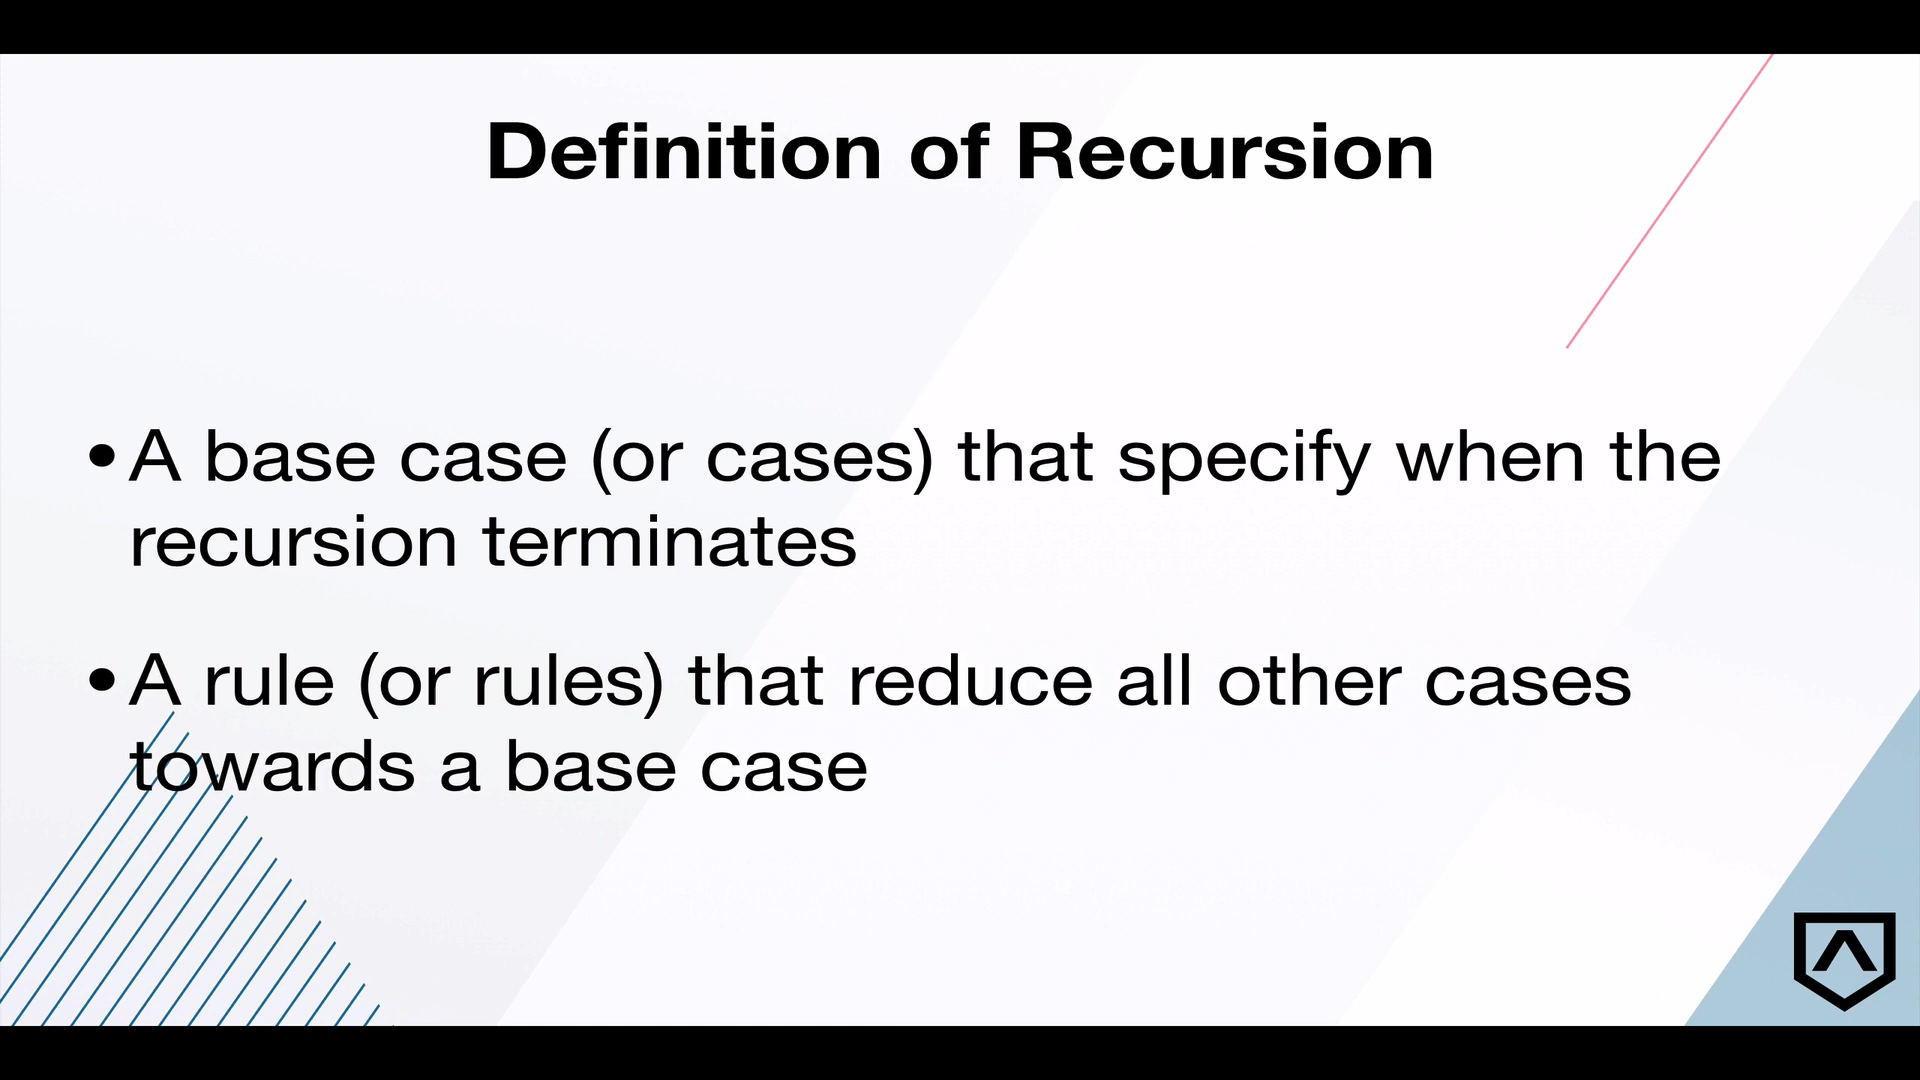 Definition of Recursion
• A base case (or cases) that specify when the
recursion terminates
• A rule (or rules) that reduce all other cases
towards a base case